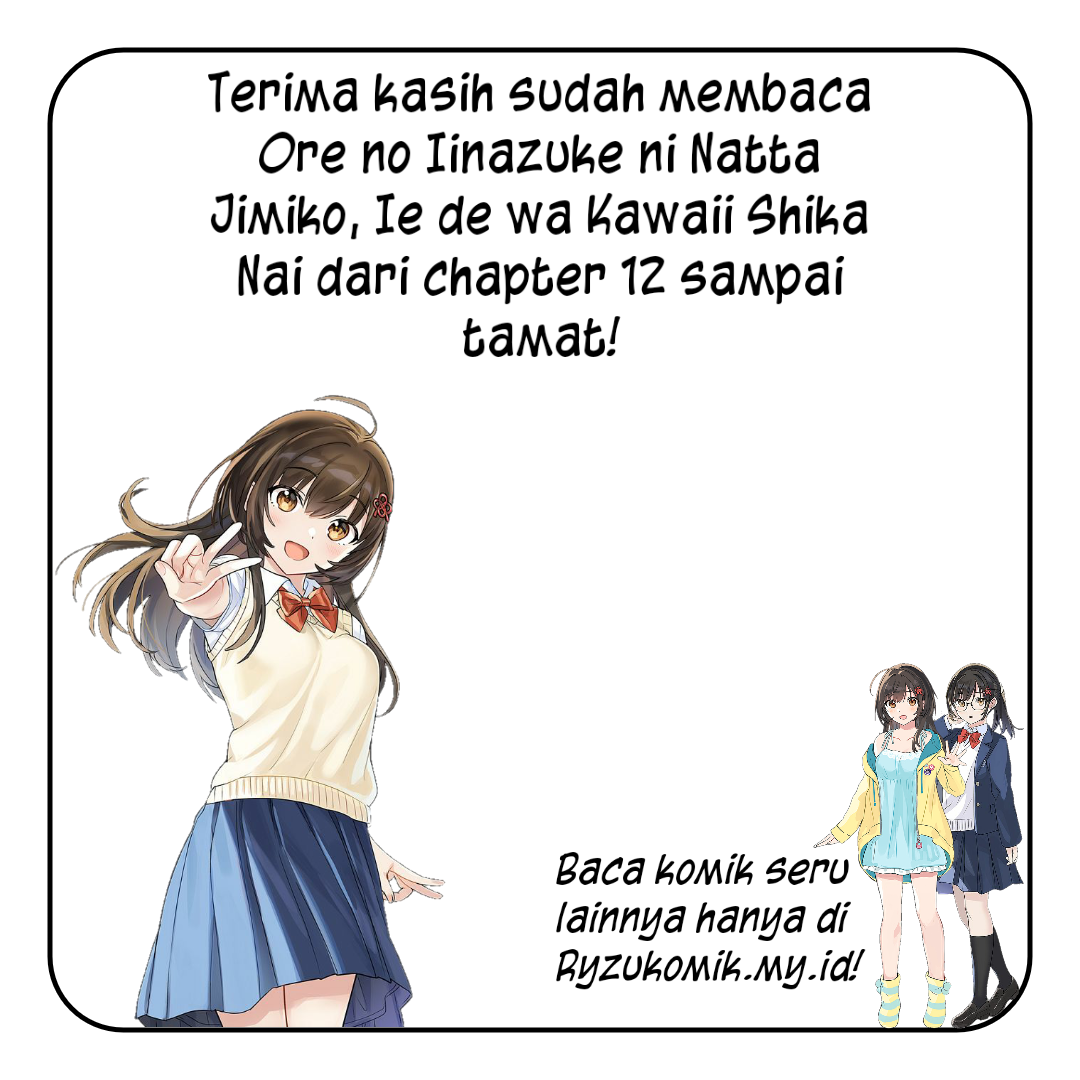 Terima kasih sudah membaca
Ore no Iinazuke ni Natta
Jimiko, Ie de wa Kawaii Shika
Nai dari chapter 12 sampai
tamat!
Baca komik seru
lainnya hanya di
Ryzukomik.my.id!